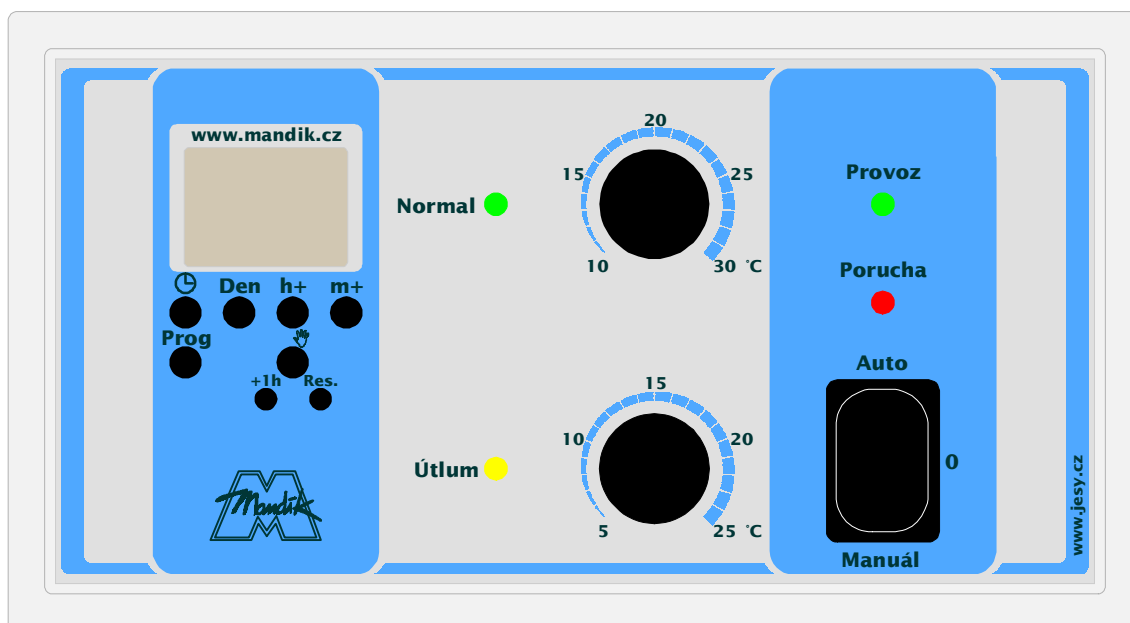 www.mandik.cz
Den h+ m+
Prog
+1h Res.
Mandík
Normal
20
15 25
10 30 °C
Útlum
15
10 20
5 25 °C
Provoz
Porucha
Auto
0
Manuál
www.jesy.cz